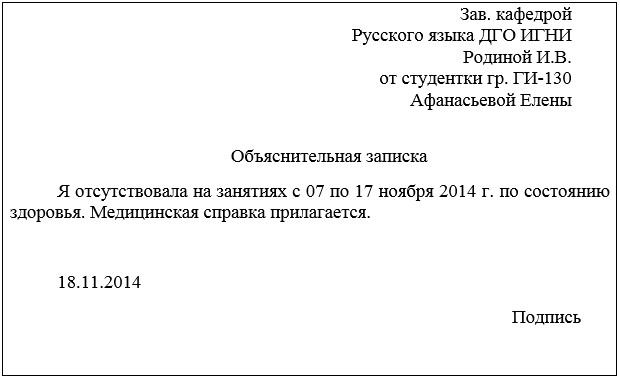 Зав. кафедрой
Русского языка ДГО ИГНИ
Родиной И.В.
от студентки гр. ГИ-130
Афанасьевой Елены
Объяснительная записка
Я отсутствовала на занятиях с 07 по 17 ноября 2014 г. по состоянию
здоровья. Медицинская справка прилагается.
18.11.2014
Подпись